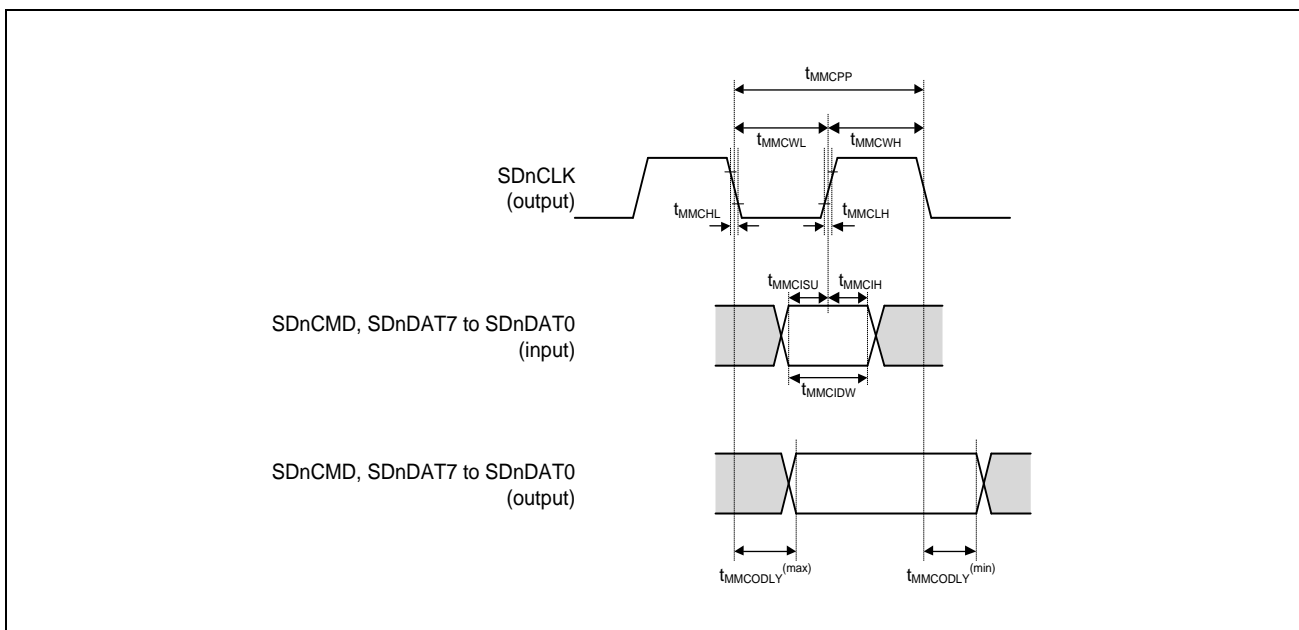 tMMCPP
tMMCWL
tMMCWH
SDnCLK
(output)
tMMCHL
tMMCLH
tMMCISU
tMMCIH
SDnCMD, SDnDAT7 to SDnDAT0
(input)
tMMCIDW
SDnCMD, SDnDAT7 to SDnDAT0
(output)
tMMCODLY(max)
tMMCODLY(min)